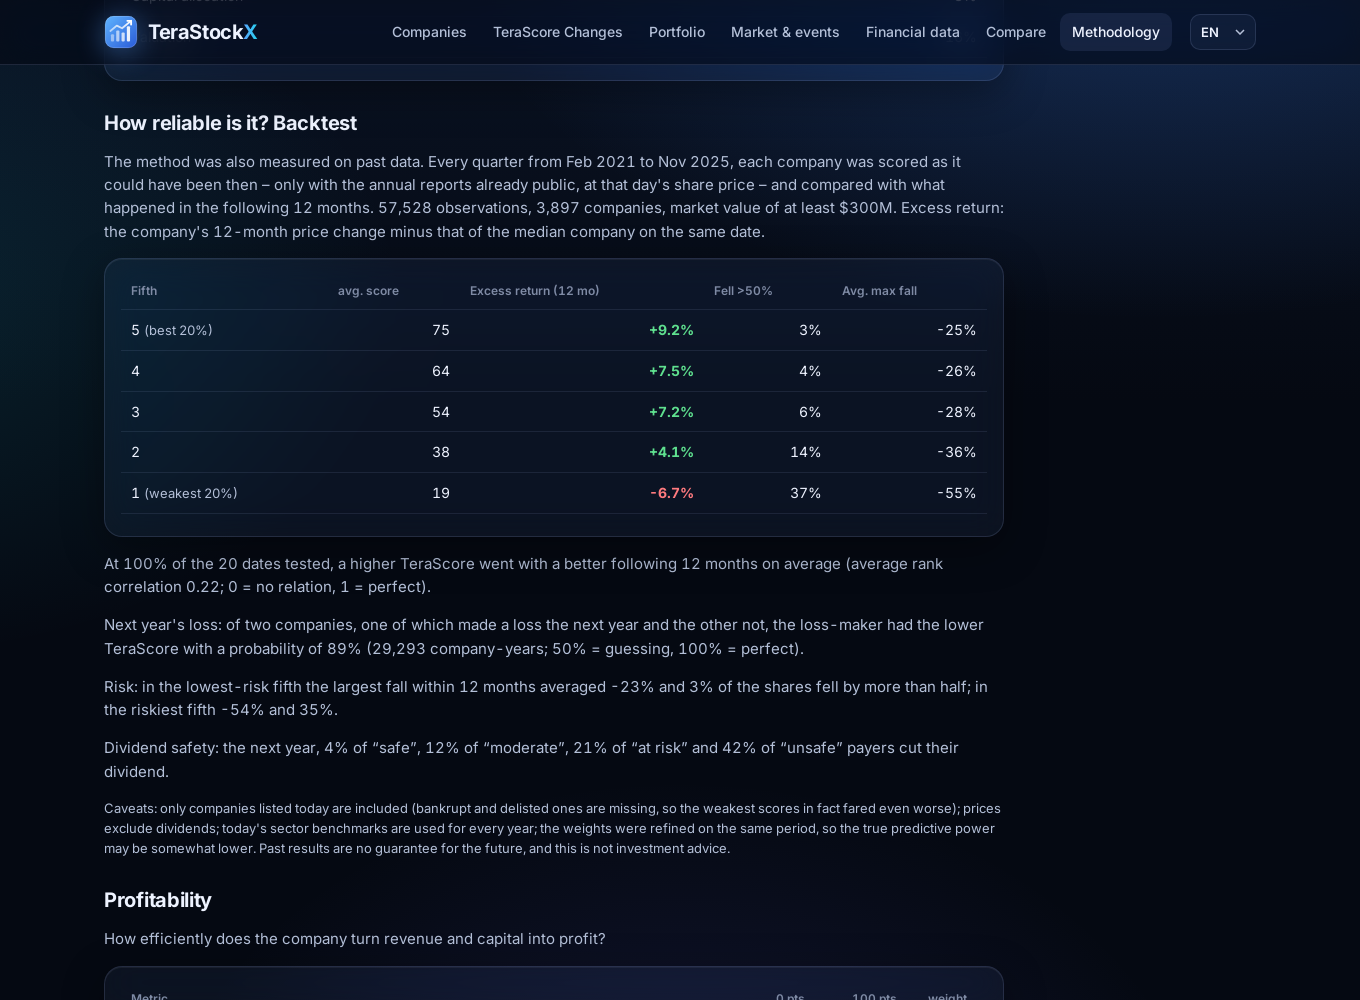 TeraStockX
Companies
TeraScore Changes
Portfolio
Market & events
Financial data
Compare
Methodology
EN
How reliable is it? Backtest
The method was also measured on past data. Every quarter from Feb 2021 to Nov 2025, each company was scored as it
could have been then – only with the annual reports already public, at that day's share price – and compared with what
happened in the following 12 months. 57,528 observations, 3,897 companies, market value of at least $300M. Excess return:
the company's 12-month price change minus that of the median company on the same date.
Fifth avg. score Excess return (12 mo) Fell >50% Avg. max fall
5 (best 20%) 75 +9.2% 3% -25%
4 64 +7.5% 4% -26%
3 54 +7.2% 6% -28%
2 38 +4.1% 14% -36%
1 (weakest 20%) 19 -6.7% 37% -55%
At 100% of the 20 dates tested, a higher TeraScore went with a better following 12 months on average (average rank
correlation 0.22; 0 = no relation, 1 = perfect).
Next year's loss: of two companies, one of which made a loss the next year and the other not, the loss-maker had the lower
TeraScore with a probability of 89% (29,293 company-years; 50% = guessing, 100% = perfect).
Risk: in the lowest-risk fifth the largest fall within 12 months averaged -23% and 3% of the shares fell by more than half; in
the riskiest fifth -54% and 35%.
Dividend safety: the next year, 4% of “safe”, 12% of “moderate”, 21% of “at risk” and 42% of “unsafe” payers cut their
dividend.
Caveats: only companies listed today are included (bankrupt and delisted ones are missing, so the weakest scores in fact fared even worse); prices
exclude dividends; today's sector benchmarks are used for every year; the weights were refined on the same period, so the true predictive power
may be somewhat lower. Past results are no guarantee for the future, and this is not investment advice.
Profitability
How efficiently does the company turn revenue and capital into profit?
Metric 0 pts 100 pts weight